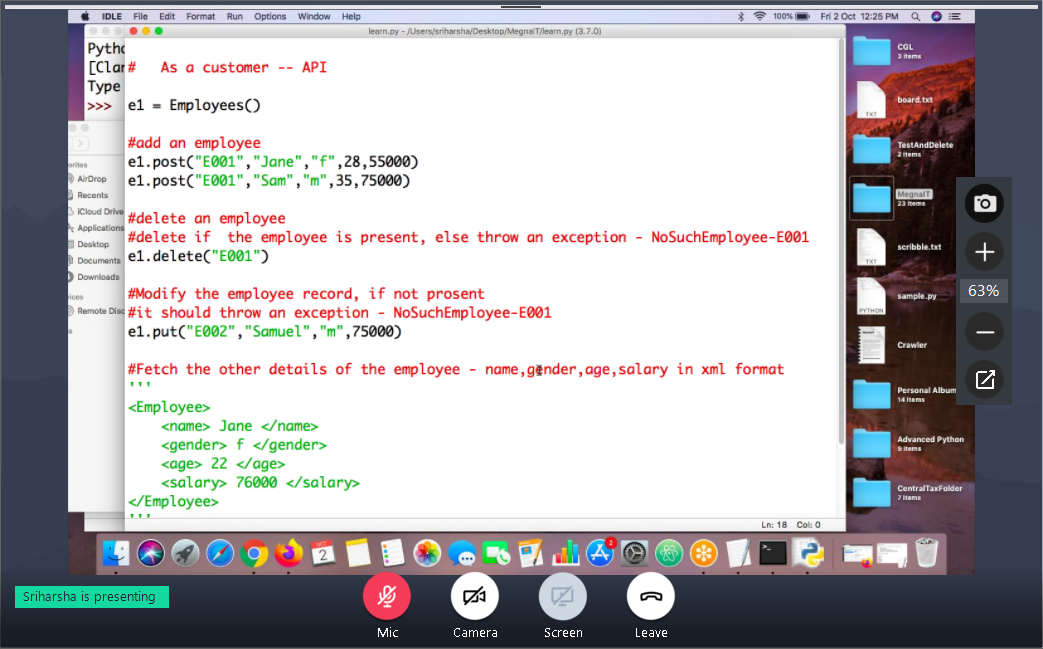 IDLE File Edit Format Run Options Window Help 100% Fri 2 Oct 12:25 PM
learn.py - /Users/sriharsha/Desktop/MegnaIT/learn.py (3.7.0)
Pytho
[Clan
Type
>>>
# As a customer -- API
e1 = Employees()
#add an employee
e1.post("E001","Jane","f",28,55000)
e1.post("E001","Sam","m",35,75000)
#delete an employee
#delete if the employee is present, else throw an exception - NoSuchEmployee-E001
e1.delete("E001")
#Modify the employee record, if not prosent
#it should throw an exception - NoSuchEmployee-E001
e1.put("E002","Samuel","m",75000)
#Fetch the other details of the employee - name,gender,age,salary in xml format
'''
<Employee>
<name> Jane </name>
<gender> f </gender>
<age> 22 </age>
<salary> 76000 </salary>
</Employee>
'''
Ln: 18 Col: 0
orites
AirDrop
Recents
iCloud Drive
Applications
Desktop
Documents
Downloads
ices
Remote Disc
s
CGL
3 items
TXT
board.txt
TestAndDelete
2 items
MegnaIT
23 items
TXT
scribble.txt
PYTHON
sample.py
Crawler
Personal Album
14 items
Advanced Python
9 items
CentralTaxFolder
7 items
63%
OCT
2
2
Sriharsha is presenting
Mic
Camera
Screen
Leave